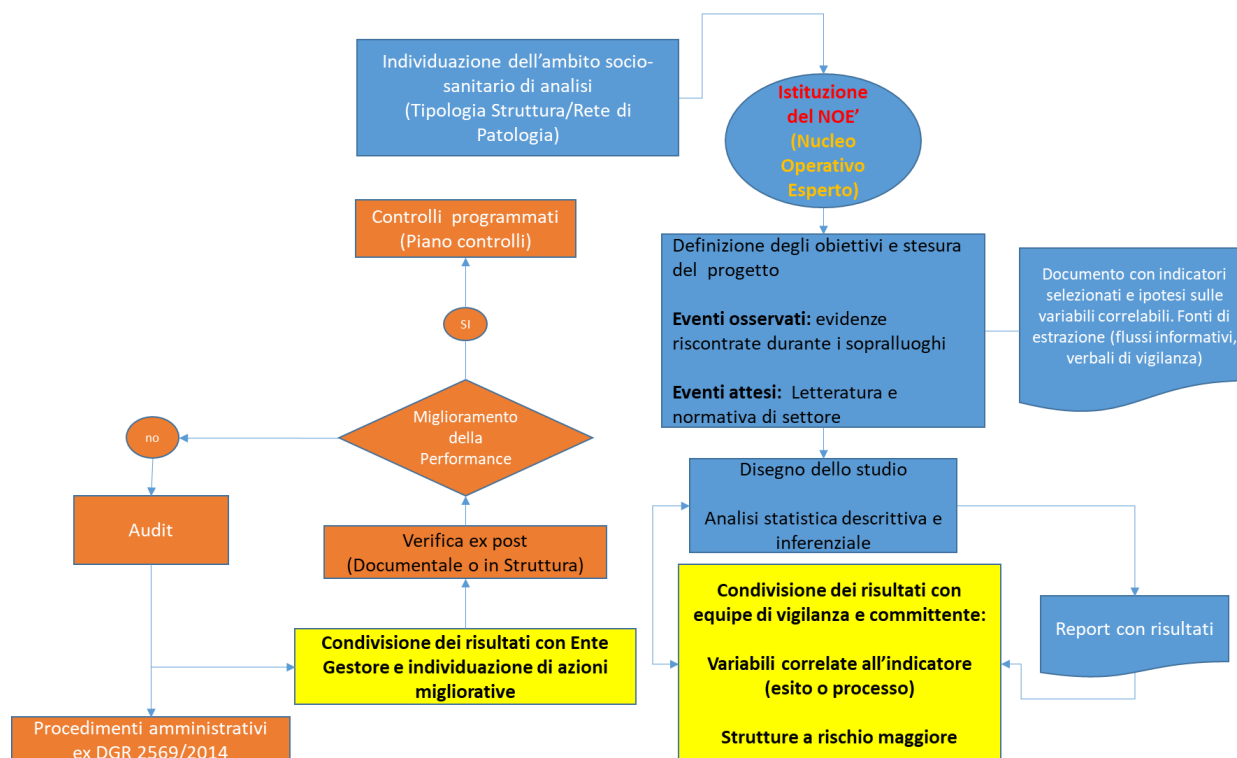 Individuazione dell'ambito socio-
sanitario di analisi
(Tipologia Struttura/Rete di
Patologia)
Istituzione
del NOE'
(Nucleo
Operativo
Esperto)
Controlli programmati
(Piano controlli)
Definizione degli obiettivi e stesura
del progetto
Eventi osservati: evidenze
riscontrate durante i sopralluoghi
Eventi attesi: Letteratura e
normativa di settore
Documento con indicatori
selezionati e ipotesi sulle
variabili correlabili. Fonti di
estrazione (flussi informativi,
verbali di vigilanza)
SI
Miglioramento
della
Performance
no
Disegno dello studio
Analisi statistica descrittiva e
inferenziale
Audit
Verifica ex post
(Documentale o in Struttura)
Condivisione dei risultati con
equipe di vigilanza e committente:
Variabili correlate all'indicatore
(esito o processo)
Strutture a rischio maggiore
Report con risultati
Condivisione dei risultati con Ente
Gestore e individuazione di azioni
migliorative
Procedimenti amministrativi
ex DGR 2569/2014